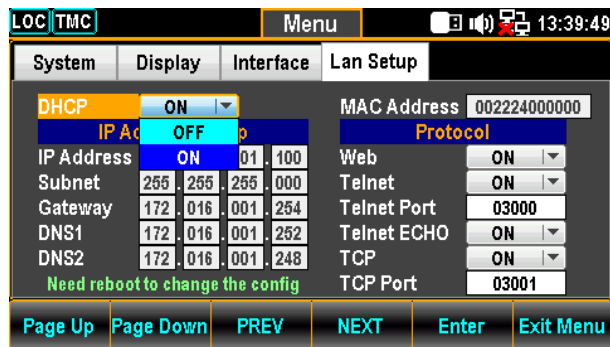 LOC TMC Menu 13:39:49
System Display Interface Lan Setup
DHCP ON MAC Address 002224000000
OFF
IP Ad p Protocol
IP Address ON 01 . 100 Web ON
Subnet 255 . 255 . 255 . 000 Telnet ON
Gateway 172 . 016 . 001 . 254 Telnet Port 03000
DNS1 172 . 016 . 001 . 252 Telnet ECHO ON
DNS2 172 . 016 . 001 . 248 TCP ON
Need reboot to change the config TCP Port 03001
Page Up Page Down PREV NEXT Enter Exit Menu